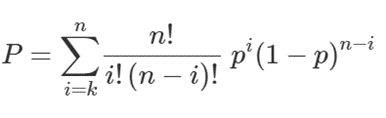 P = \sum_{i=k}^{n} \frac{n!}{i!(n-i)!} p^i (1-p)^{n-i}